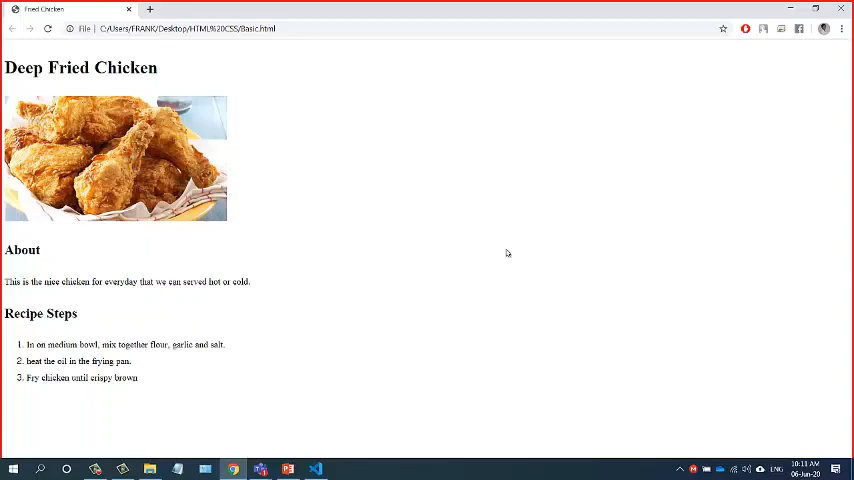 Fried Chicken
File | C:/Users/FRANK/Desktop/HTML%20CSS/Basic.html
Deep Fried Chicken
About
This is the nice chicken for everyday that we can served hot or cold.
Recipe Steps
1. In on medium bowl, mix together flour, garlic and salt.
2. heat the oil in the frying pan.
3. Fry chicken until crispy brown
ENG
10:11 AM
06-Jun-20